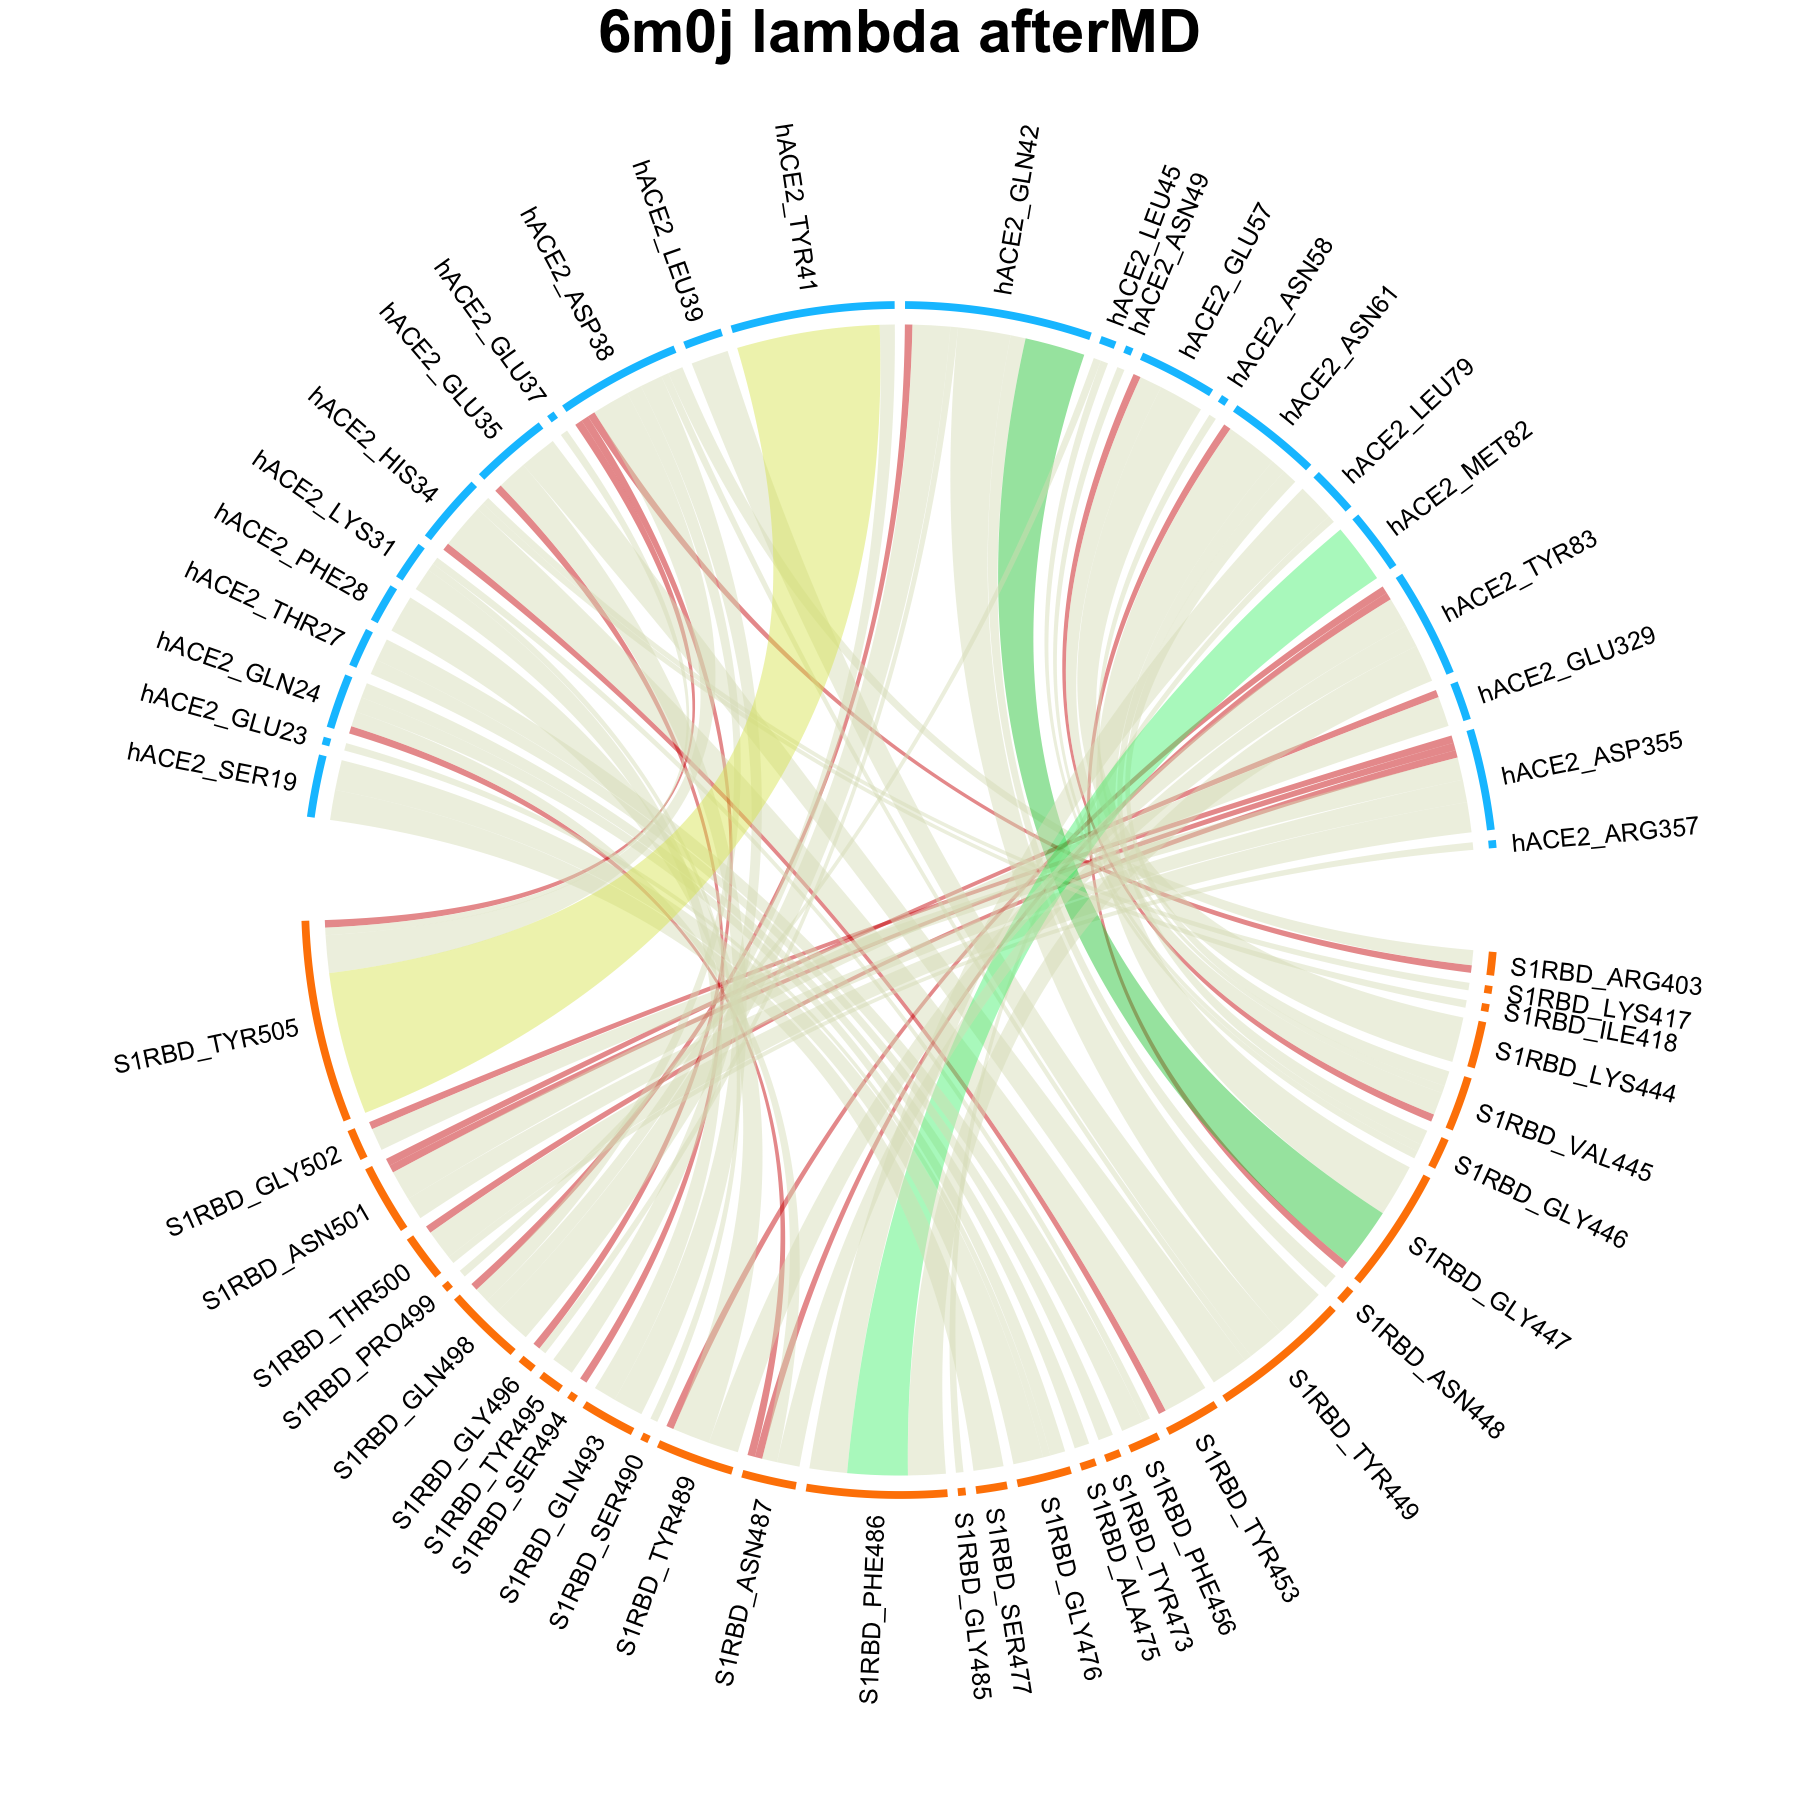 6m0j lambda afterMD
hACE2_SER19
hACE2_GLU23
hACE2_GLN24
hACE2_THR27
hACE2_PHE28
hACE2_LYS31
hACE2_HIS34
hACE2_GLU35
hACE2_GLU37
hACE2_ASP38
hACE2_LEU39
hACE2_TYR41
hACE2_GLN42
hACE2_LEU45
hACE2_ASN49
hACE2_GLU57
hACE2_ASN58
hACE2_ASN61
hACE2_LEU79
hACE2_MET82
hACE2_TYR83
hACE2_GLU329
hACE2_ASP355
hACE2_ARG357
S1RBD_ARG403
S1RBD_LYS417
S1RBD_ILE418
S1RBD_LYS444
S1RBD_VAL445
S1RBD_GLY446
S1RBD_GLY447
S1RBD_ASN448
S1RBD_TYR449
S1RBD_TYR453
S1RBD_PHE456
S1RBD_TYR473
S1RBD_ALA475
S1RBD_GLY476
S1RBD_SER477
S1RBD_GLY485
S1RBD_PHE486
S1RBD_ASN487
S1RBD_TYR489
S1RBD_SER490
S1RBD_GLN493
S1RBD_SER494
S1RBD_TYR495
S1RBD_GLY496
S1RBD_GLN498
S1RBD_PRO499
S1RBD_THR500
S1RBD_ASN501
S1RBD_GLY502
S1RBD_TYR505